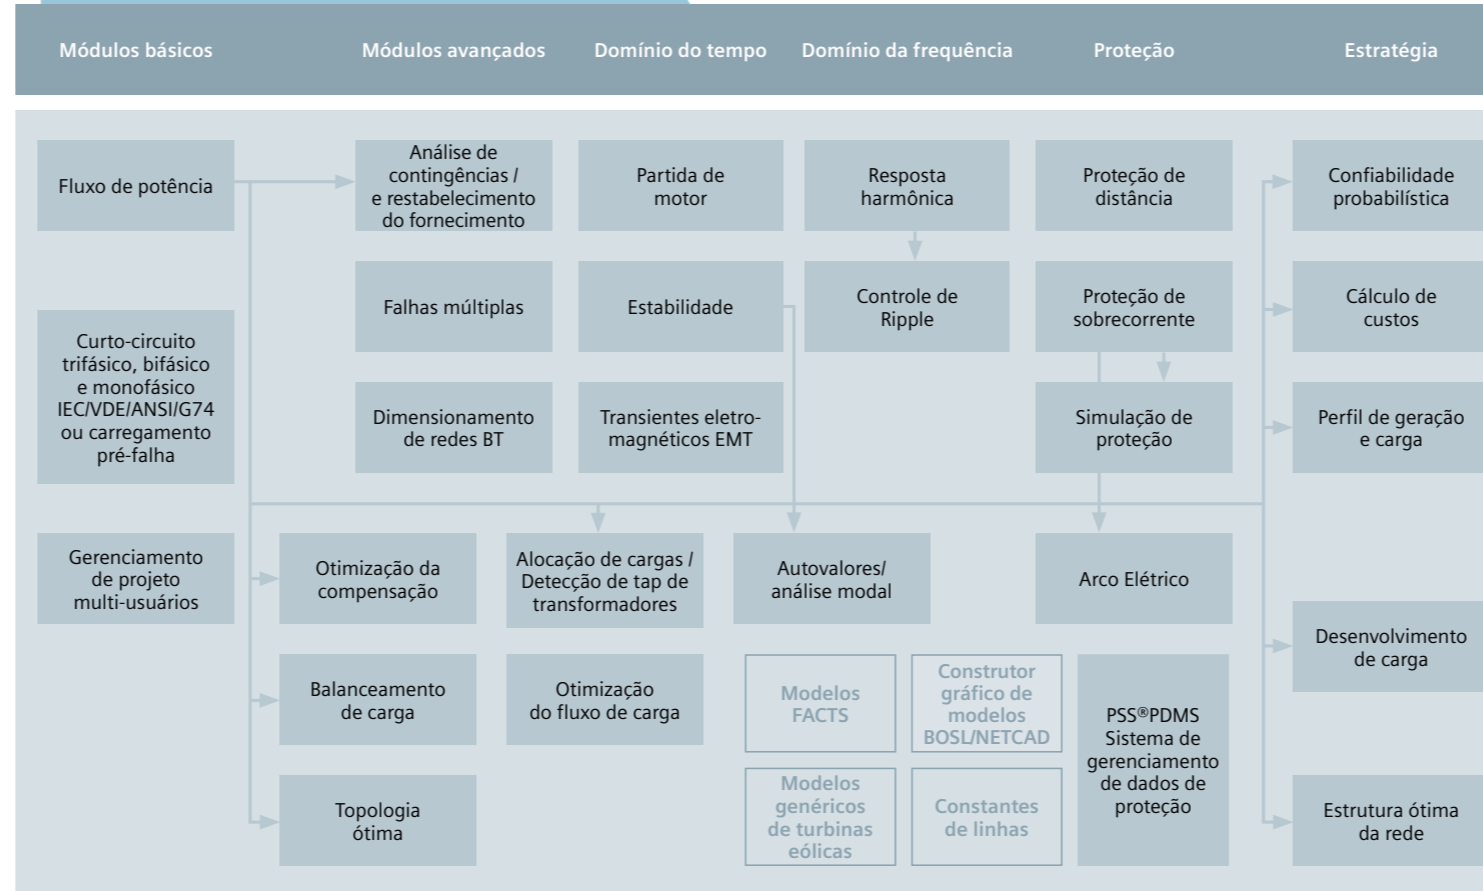 Módulos básicos
Módulos avançados
Domínio do tempo
Domínio da frequência
Proteção
Estratégia
Fluxo de potência
Análise de
contingências /
e restabelecimento
do fornecimento
Partida de
motor
Resposta
harmônica
Proteção de
distância
Confiabilidade
probabilística
Curto-circuito
trifásico, bifásico
e monofásico
IEC/VDE/ANSI/G74
ou carregamento
pré-falha
Falhas múltiplas
Estabilidade
Controle de
Ripple
Proteção de
sobrecorrente
Cálculo de
custos
Dimensionamento
de redes BT
Transientes eletro-
magnéticos EMT
Simulação de
proteção
Perfil de geração
e carga
Gerenciamento
de projeto
multi-usuários
Otimização da
compensação
Alocação de cargas /
Detecção de tap de
transformadores
Autovalores/
análise modal
Arco Elétrico
Desenvolvimento
de carga
Balanceamento
de carga
Otimização
do fluxo de carga
Modelos
FACTS
Construtor
gráfico de
modelos
BOSL/NETCAD
PSS®PDMS
Sistema de
gerenciamento
de dados de
proteção
Topologia
ótima
Modelos
genéricos
de turbinas
eólicas
Constantes
de linhas
Estrutura ótima
da rede